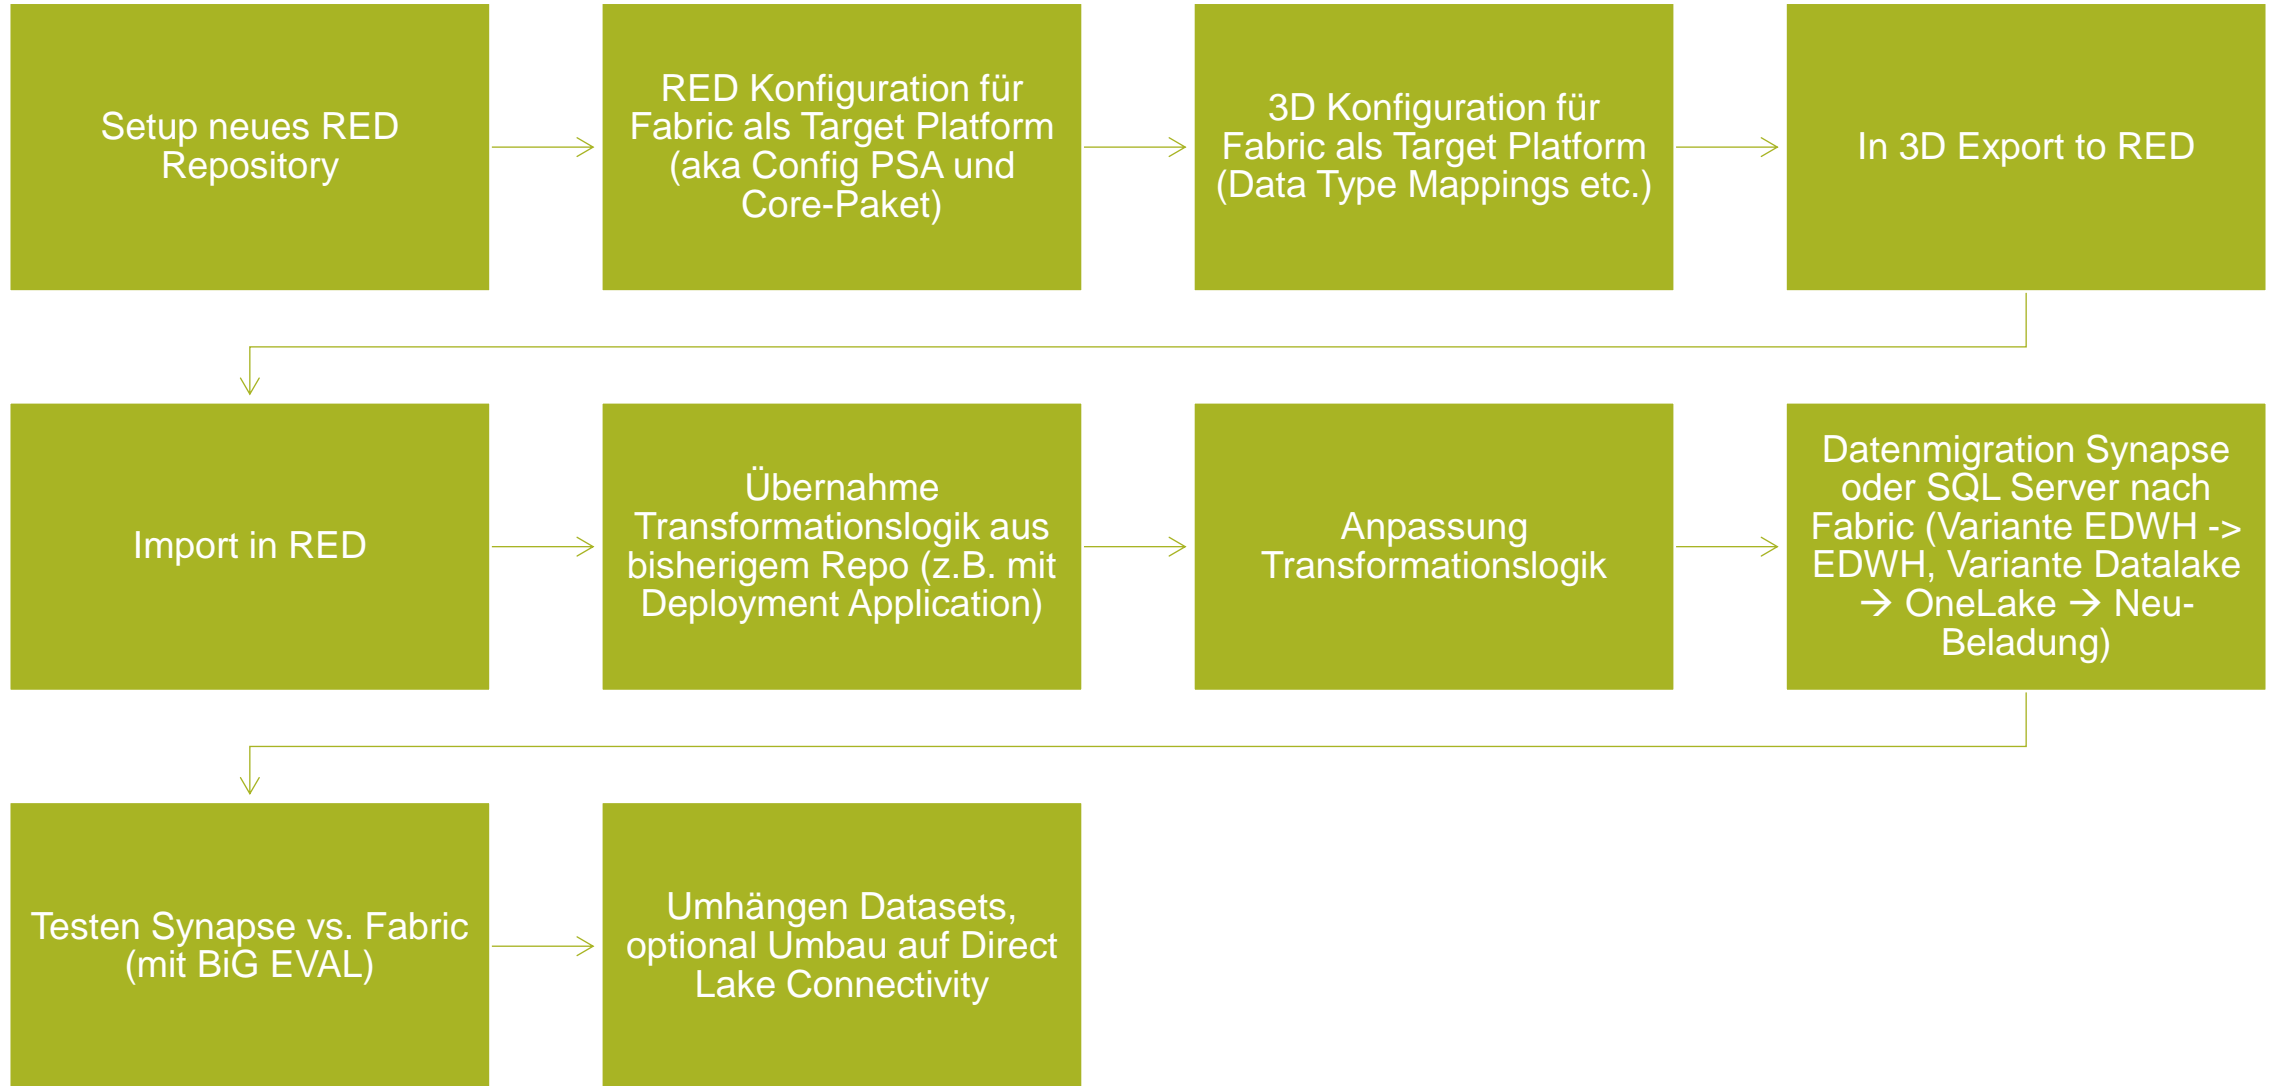 Setup neues RED
Repository
RED Konfiguration für
Fabric als Target Platform
(aka Config PSA und
Core-Paket)
3D Konfiguration für
Fabric als Target Platform
(Data Type Mappings etc.)
In 3D Export to RED
Import in RED
Übernahme
Transformationslogik aus
bisherigem Repo (z.B. mit
Deployment Application)
Anpassung
Transformationslogik
Datenmigration Synapse
oder SQL Server nach
Fabric (Variante EDWH ->
EDWH, Variante Datalake
→ OneLake → Neu-
Beladung)
Testen Synapse vs. Fabric
(mit BiG EVAL)
Umhängen Datasets,
optional Umbau auf Direct
Lake Connectivity